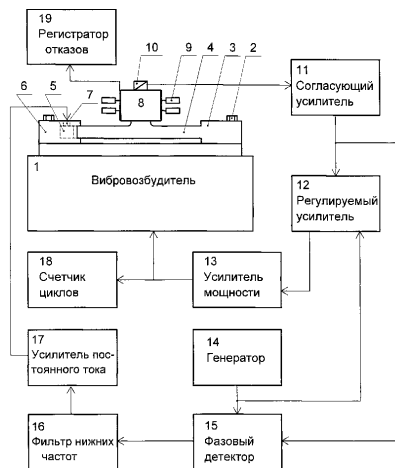 19
Регистратор
отказов
10
9
4
3
2
6
5
7
8
11
Согласующий
усилитель
1
Вибровозбудитель
12
Регулируемый
усилитель
18
Счетчик
циклов
13
Усилитель
мощности
17
Усилитель пос-
тоянного тока
14
Генератор
16
Фильтр нижних
частот
15
Фазовый
детектор